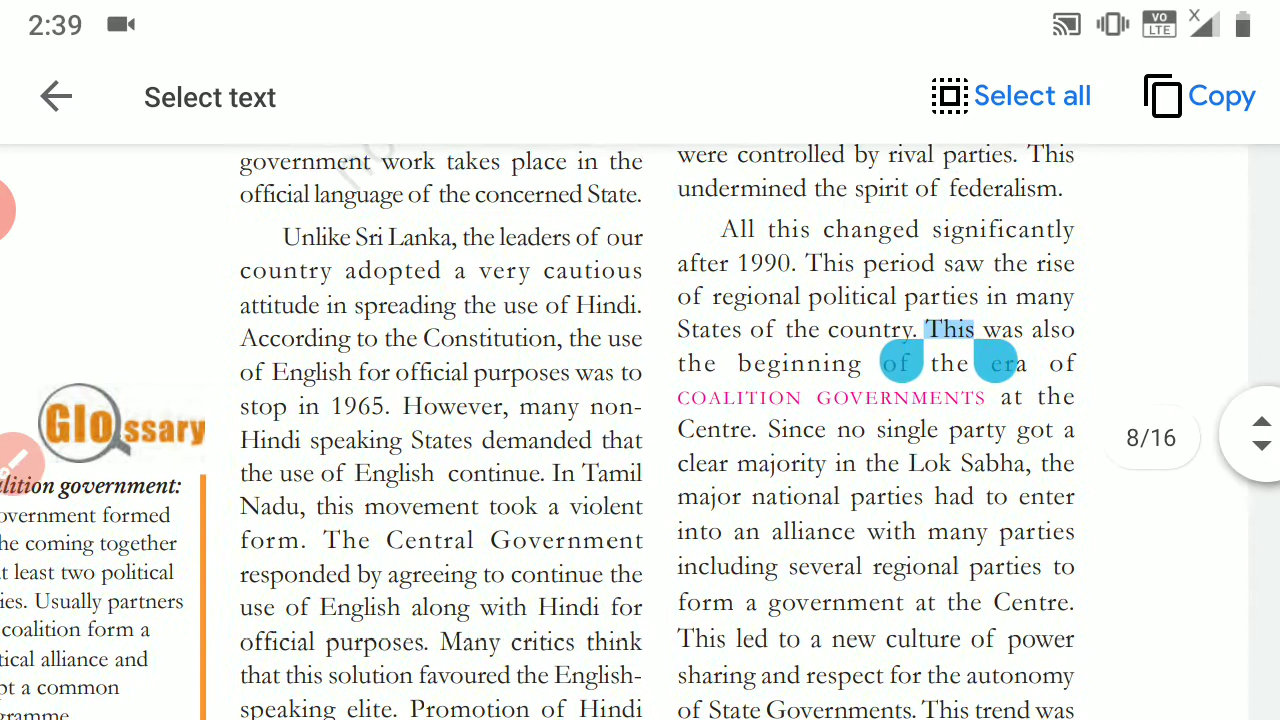 2:39
VO LTE
X
Select text
Select all
Copy
government work takes place in the
official language of the concerned State.
Unlike Sri Lanka, the leaders of our
country adopted a very cautious
attitude in spreading the use of Hindi.
According to the Constitution, the use
of English for official purposes was to
stop in 1965. However, many non-
Hindi speaking States demanded that
the use of English continue. In Tamil
Nadu, this movement took a violent
form. The Central Government
responded by agreeing to continue the
use of English along with Hindi for
official purposes. Many critics think
that this solution favoured the English-
speaking elite. Promotion of Hindi
were controlled by rival parties. This
undermined the spirit of federalism.
All this changed significantly
after 1990. This period saw the rise
of regional political parties in many
States of the country. This was also
the beginning of the era of
COALITION GOVERNMENTS at the
Centre. Since no single party got a
clear majority in the Lok Sabha, the
major national parties had to enter
into an alliance with many parties
including several regional parties to
form a government at the Centre.
This led to a new culture of power
sharing and respect for the autonomy
of State Governments. This trend was
Glossary
lition government:
overnment formed
he coming together
t least two political
ies. Usually partners
coalition form a
tical alliance and
pt a common
gramme
8/16